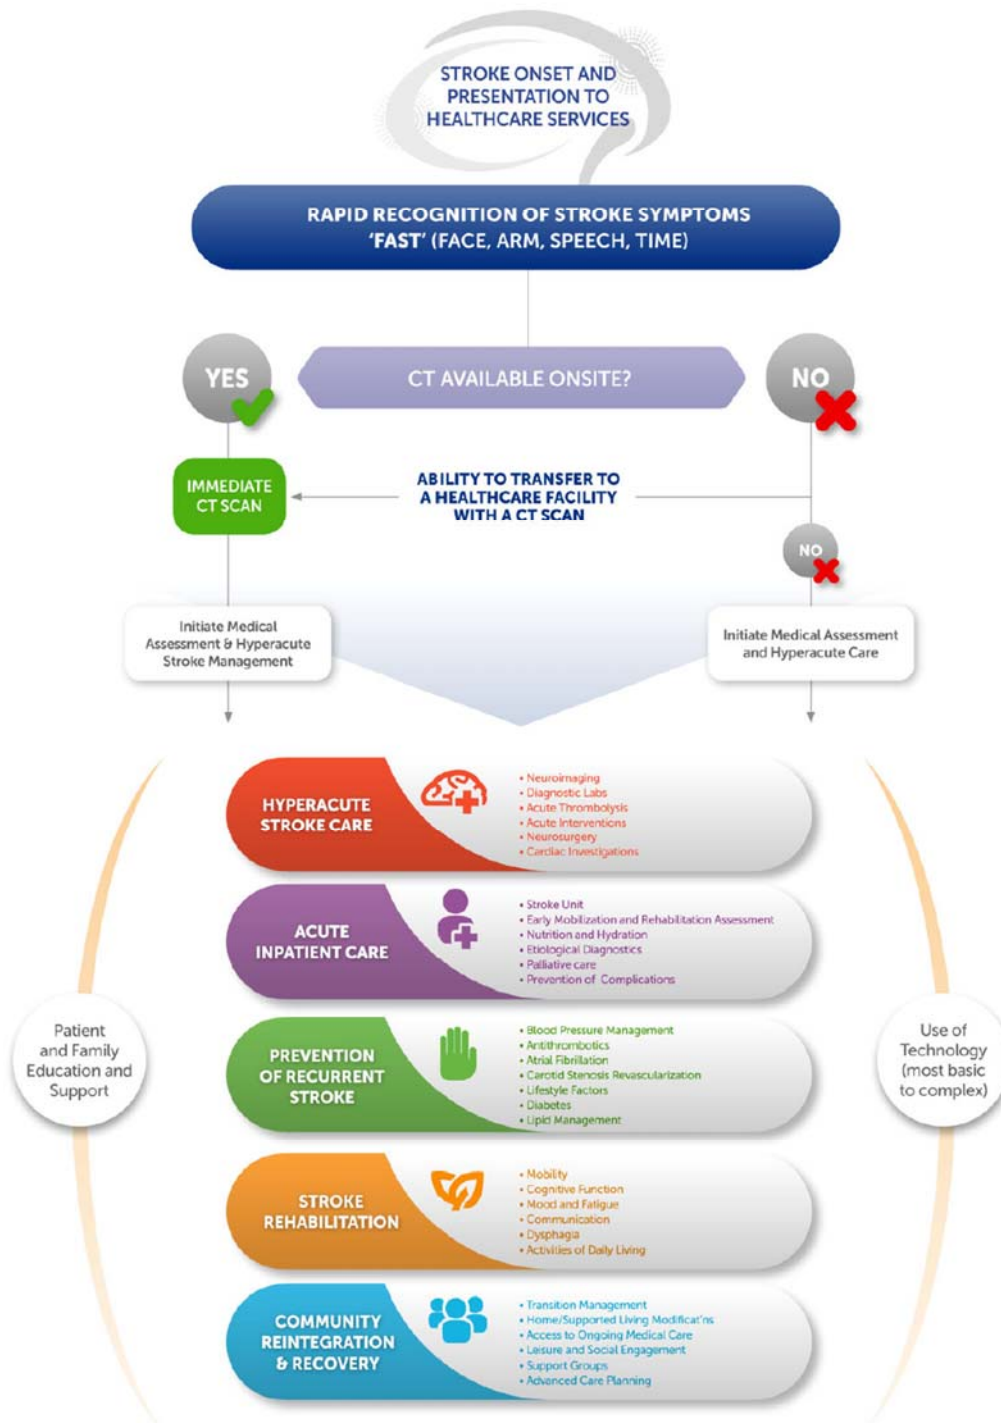 STROKE ONSET AND
PRESENTATION TO
HEALTHCARE SERVICES
RAPID RECOGNITION OF STROKE SYMPTOMS
‘FAST’ (FACE, ARM, SPEECH, TIME)
YES
CT AVAILABLE ONSITE?
NO
IMMEDIATE
CT SCAN
ABILITY TO TRANSFER TO
A HEALTHCARE FACILITY
WITH A CT SCAN
NO
Initiate Medical
Assessment & Hyperacute
Stroke Management
Initiate Medical Assessment
and Hyperacute Care
HYPERACUTE
STROKE CARE
• Neuroimaging
• Diagnostic Labs
• Acute Thrombolysis
• Acute Interventions
• Neurosurgery
• Cardiac Investigations
ACUTE
INPATIENT CARE
• Stroke Unit
• Early Mobilization and Rehabilitation Assessment
• Nutrition and Hydration
• Etiological Diagnostics
• Palliative care
• Prevention of Complications
Patient
and Family
Education and
Support
PREVENTION
OF RECURRENT
STROKE
• Blood Pressure Management
• Antithrombotics
• Atrial Fibrillation
• Carotid Stenosis Revascularization
• Lifestyle Factors
• Diabetes
• Lipid Management
Use of
Technology
(most basic
to complex)
STROKE
REHABILITATION
• Mobility
• Cognitive Function
• Mood and Fatigue
• Communication
• Dysphagia
• Activities of Daily Living
COMMUNITY
REINTEGRATION
& RECOVERY
• Transition Management
• Home/Supported Living Modificat'ns
• Access to Ongoing Medical Care
• Leisure and Social Engagement
• Support Groups
• Advanced Care Planning